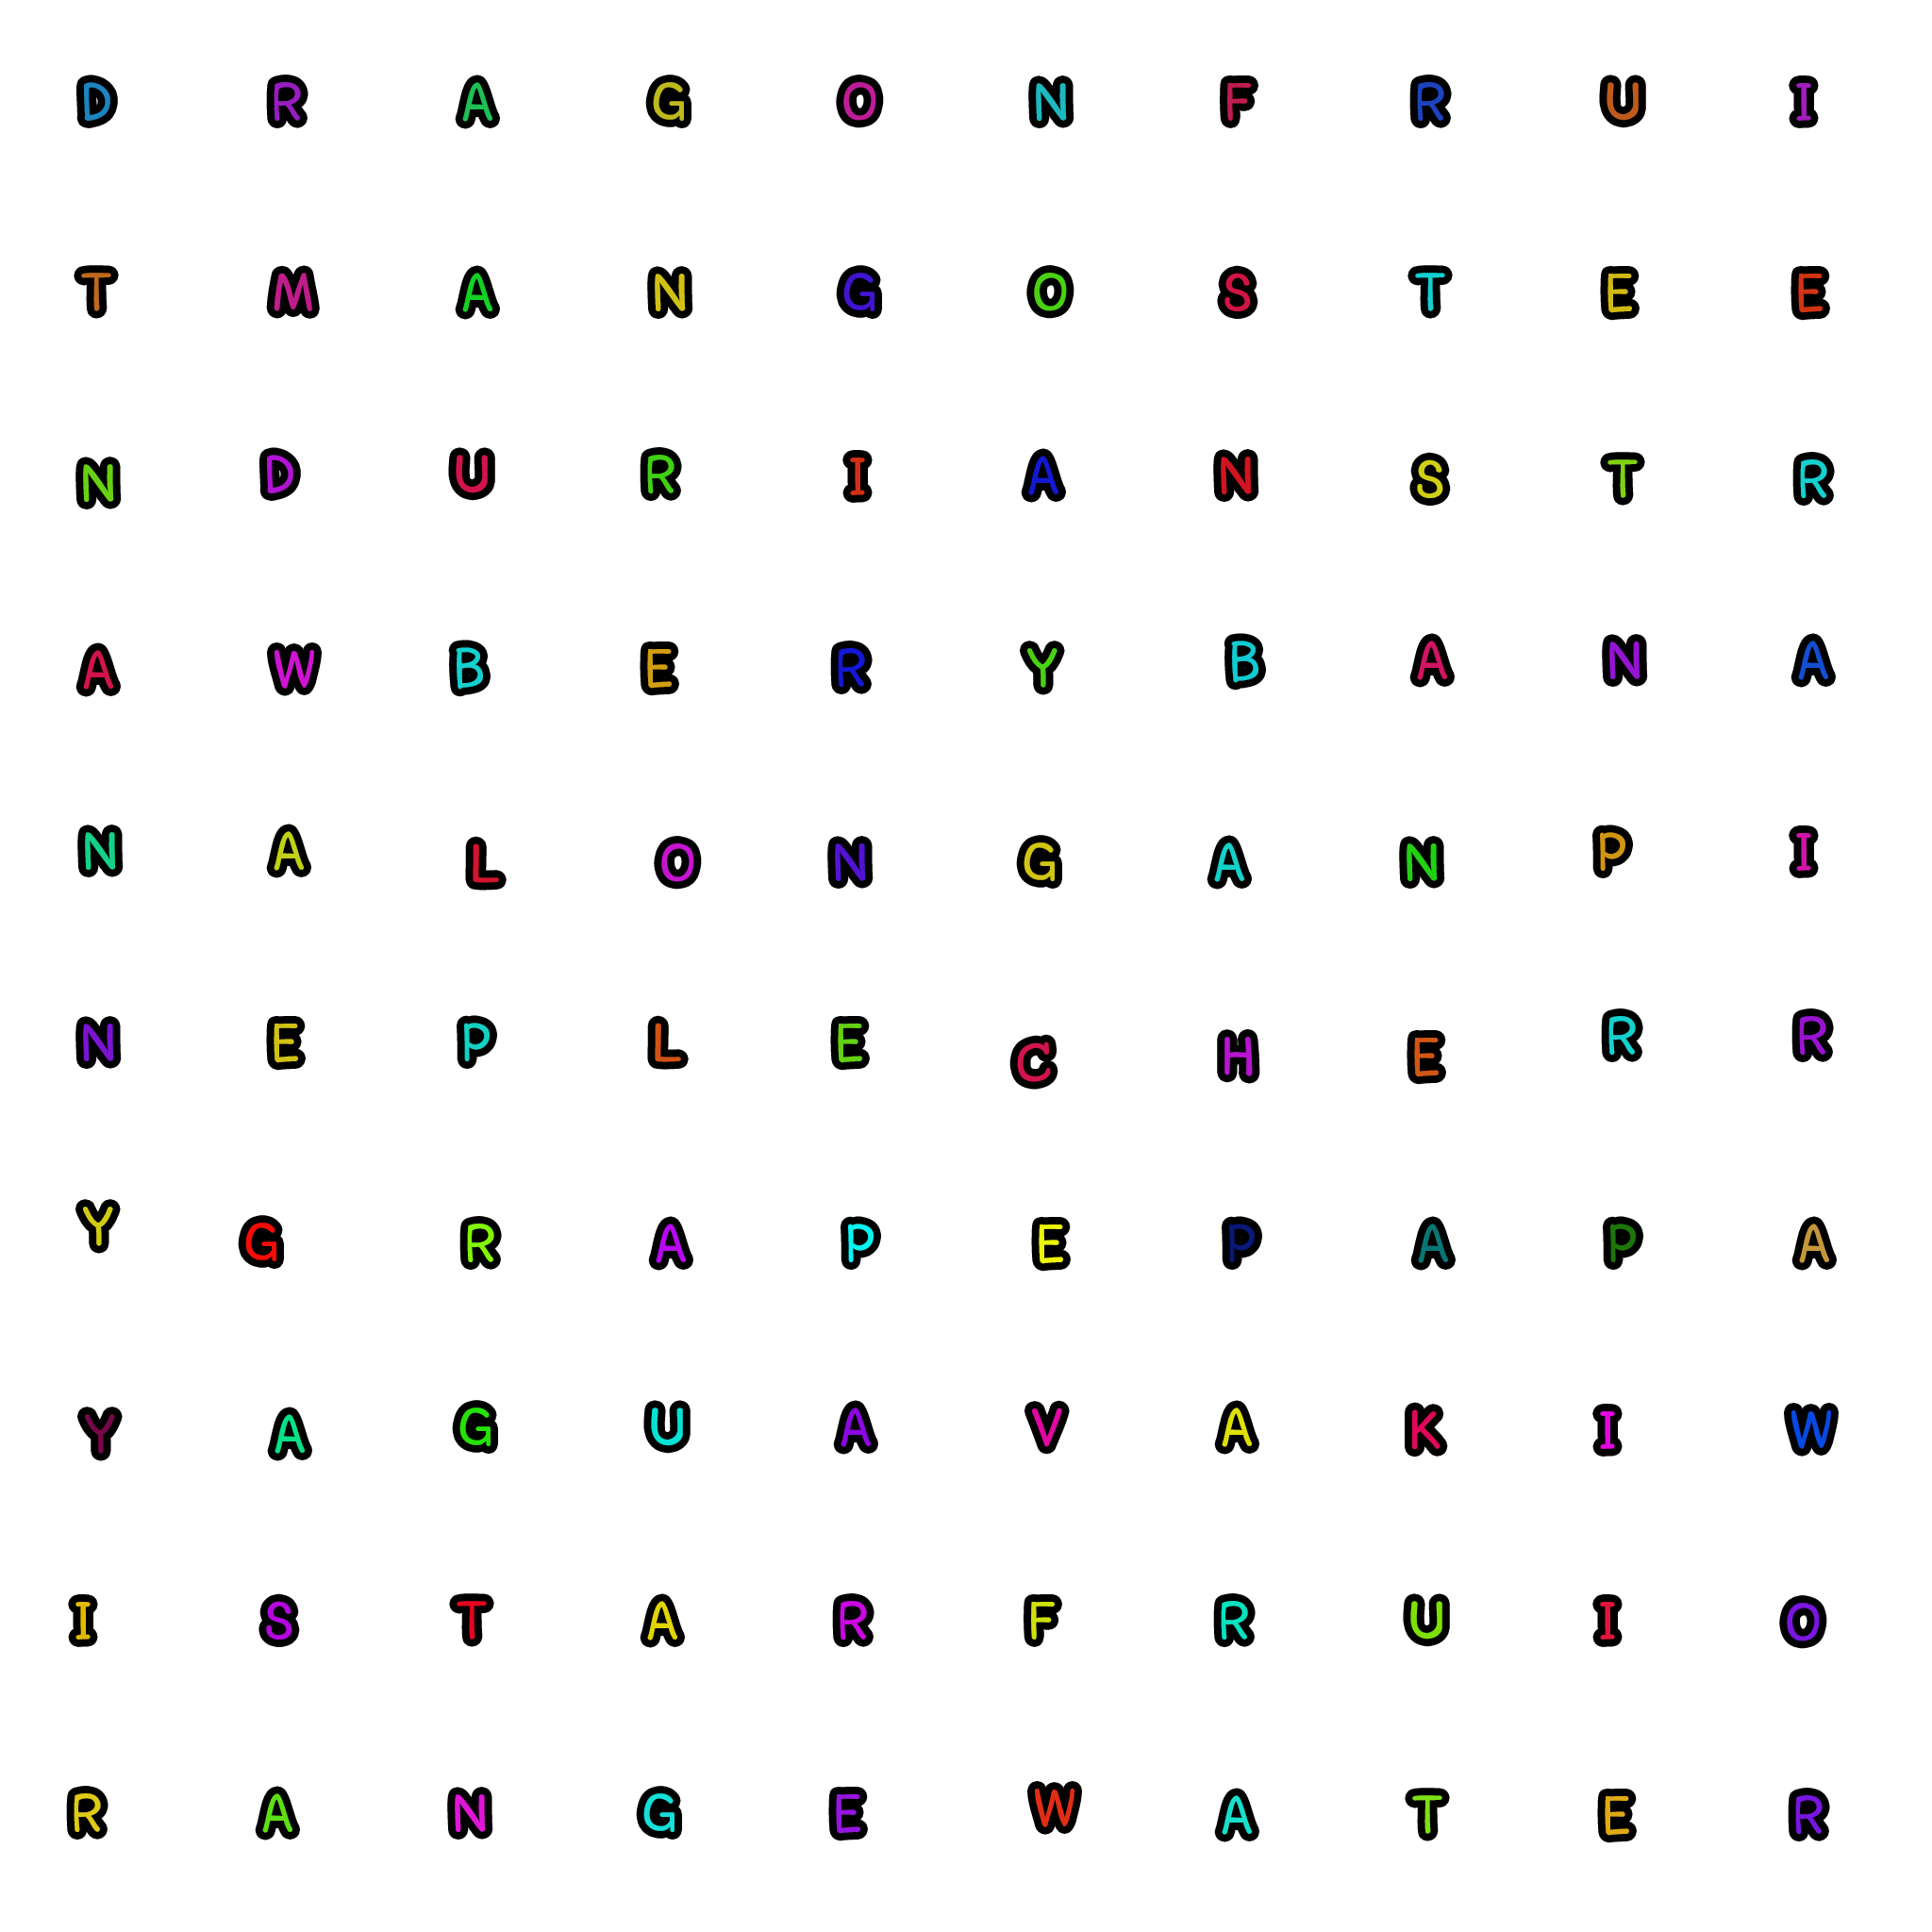 D R A G O N F R U I
T M A N G O S T E E
N D U R I A N S T R
A W B E R Y B A N A
N A L O N G A N P I
N E P L E C H E R R
Y G R A P E P A P A
Y A G U A V A K I W
I S T A R F R U I O
R A N G E W A T E R